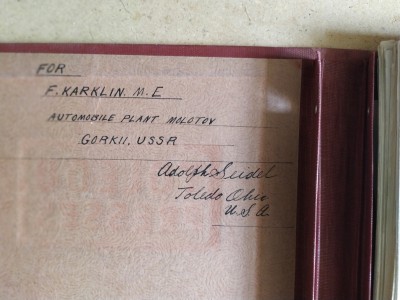 FOR
F. KARKLIN M.E
AUTOMOBILE PLANT MOLOTOV
GORKII, USSR
Adolph Seidel
Toledo Ohio
U.S.A.